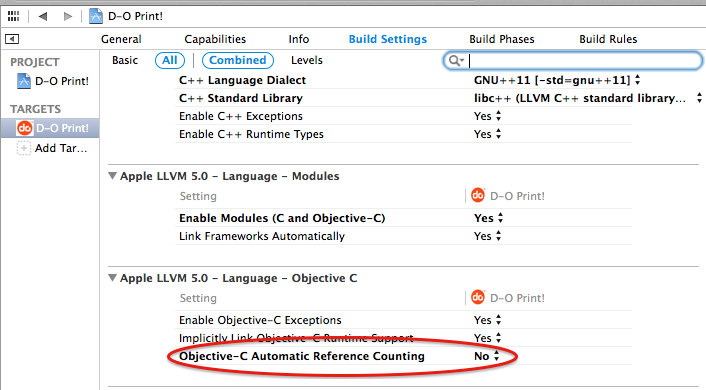 D-O Print!
General Capabilities Info Build Settings Build Phases Build Rules
PROJECT
D-O Print!
TARGETS
do D-O Print!
Add Tar...
Basic All Combined Levels
C++ Language Dialect GNU++11 [-std=gnu++11]
C++ Standard Library libc++ (LLVM C++ standard library...
Enable C++ Exceptions Yes
Enable C++ Runtime Types Yes
Apple LLVM 5.0 - Language - Modules
Setting do D-O Print!
Enable Modules (C and Objective-C) Yes
Link Frameworks Automatically Yes
Apple LLVM 5.0 - Language - Objective C
Setting do D-O Print!
Enable Objective-C Exceptions Yes
Implicitly Link Objective-C Runtime Support Yes
Objective-C Automatic Reference Counting No